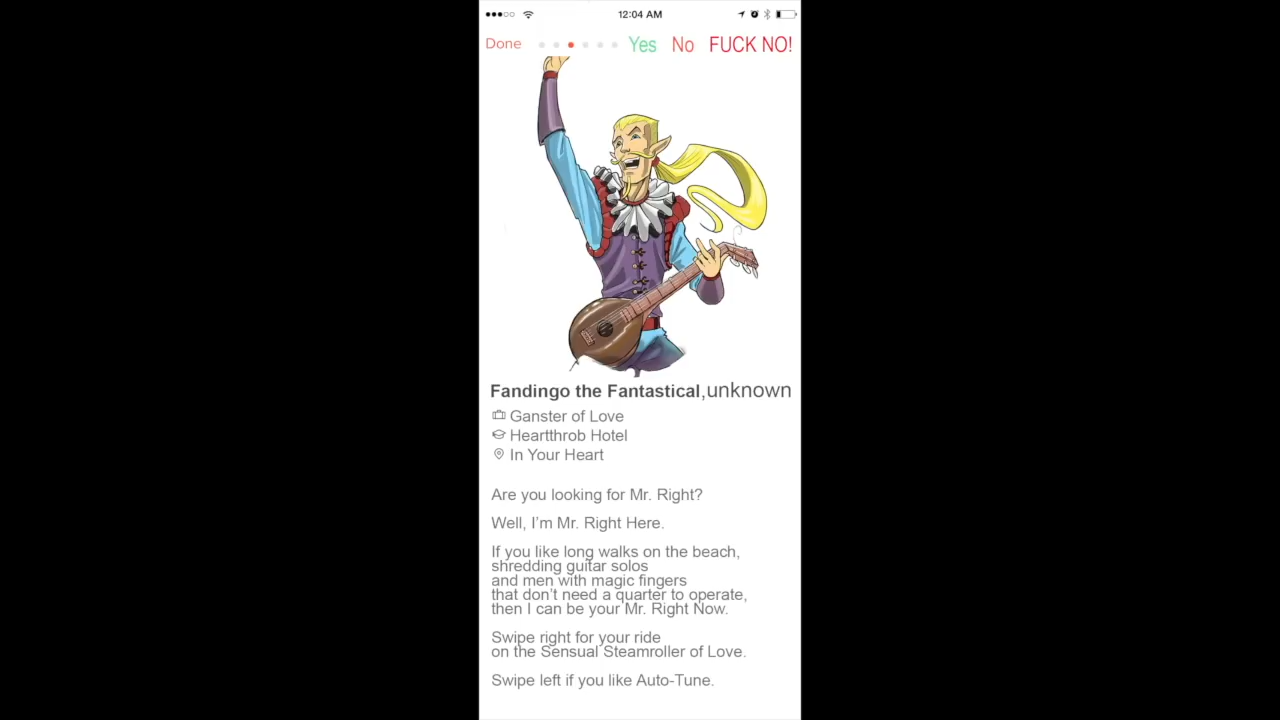 12:04 AM
Done Yes No FUCK NO!
Fandingo the Fantastical,unknown
Ganster of Love
Heartthrob Hotel
In Your Heart
Are you looking for Mr. Right?
Well, I'm Mr. Right Here.
If you like long walks on the beach,
shredding guitar solos
and men with magic fingers
that don't need a quarter to operate,
then I can be your Mr. Right Now.
Swipe right for your ride
on the Sensual Steamroller of Love.
Swipe left if you like Auto-Tune.